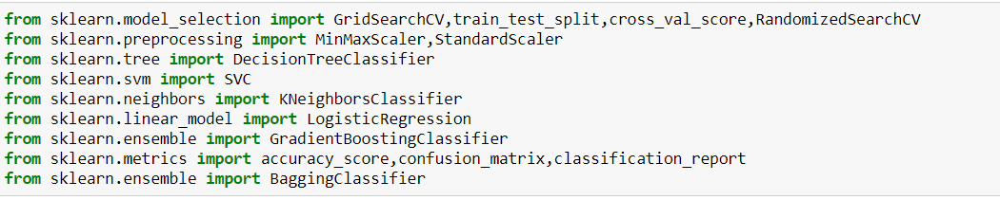 from sklearn.model_selection import GridSearchCV,train_test_split,cross_val_score,RandomizedSearchCV
from sklearn.preprocessing import MinMaxScaler,StandardScaler
from sklearn.tree import DecisionTreeClassifier
from sklearn.svm import SVC
from sklearn.neighbors import KNeighborsClassifier
from sklearn.linear_model import LogisticRegression
from sklearn.ensemble import GradientBoostingClassifier
from sklearn.metrics import accuracy_score,confusion_matrix,classification_report
from sklearn.ensemble import BaggingClassifier